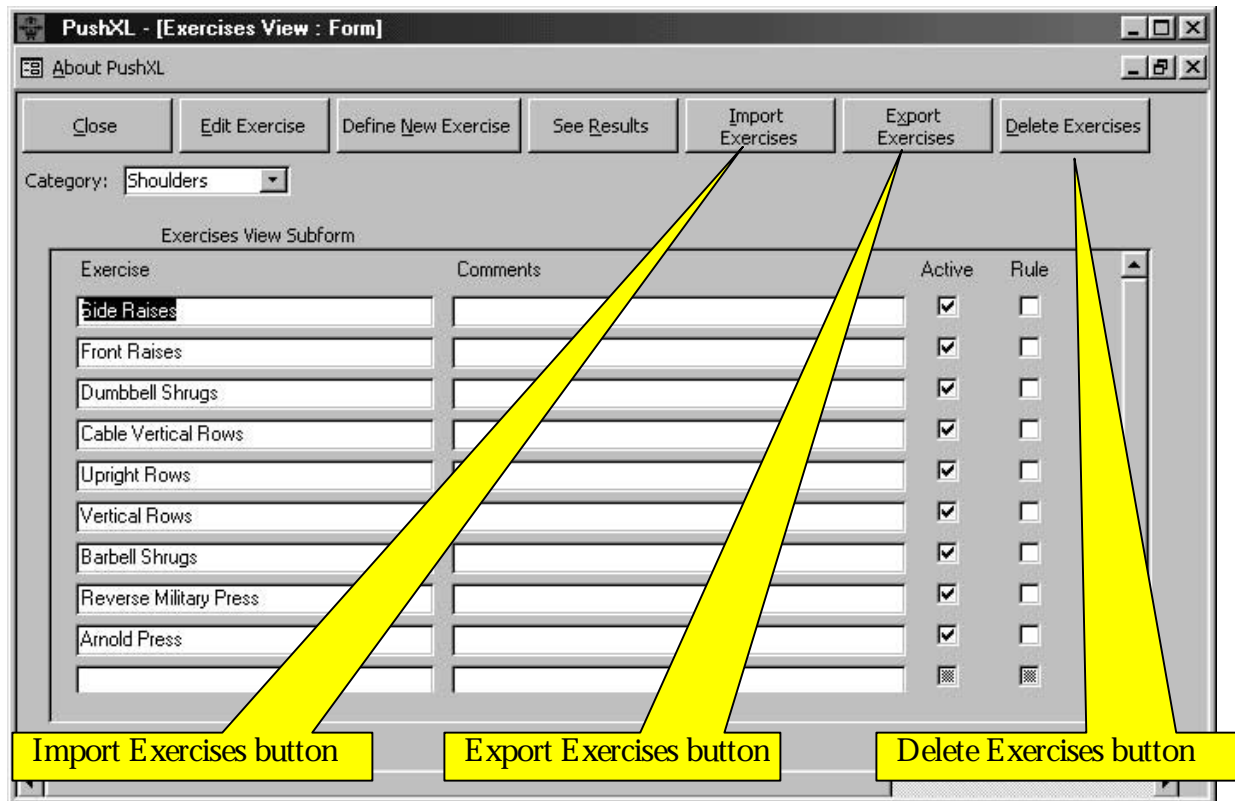 PushXL - [Exercises View : Form]
About PushXL
Close Edit Exercise Define New Exercise See Results Import Exercises Export Exercises Delete Exercises
Category: Shoulders
Exercises View Subform
Exercise Comments Active Rule
Side Raises
Front Raises
Dumbbell Shrugs
Cable Vertical Rows
Upright Rows
Vertical Rows
Barbell Shrugs
Reverse Military Press
Arnold Press
Import Exercises button Export Exercises button Delete Exercises button